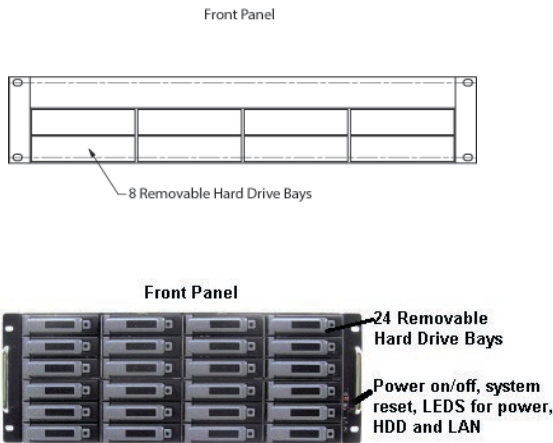 Front Panel
8 Removable Hard Drive Bays
Front Panel
24 Removable
Hard Drive Bays
Power on/off, system
reset, LEDS for power,
HDD and LAN